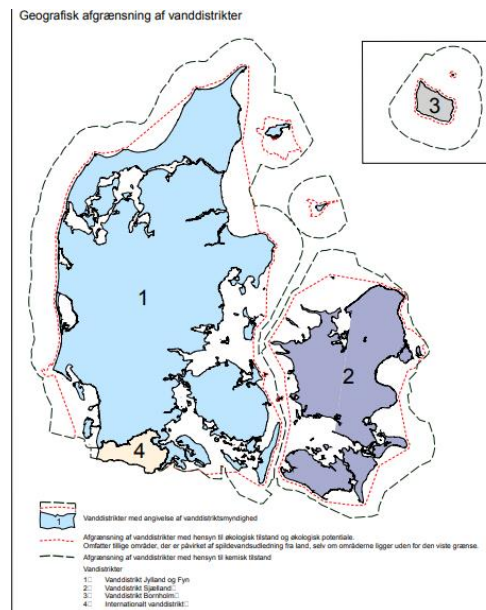 Geografisk afgrænsning af vanddistrikter
3
1
2
4
1
Vanddistrikter med angivelse af vanddistriktsmyndighed
Afgrænsning af vanddistrikter med hensyn til økologisk tilstand og økologisk potentiale.
Omfatter tillige områder, der er påvirket af spildevandsudledning fra land, selv om områderne ligger uden for den viste grænse.
Afgrænsning af vanddistrikter med hensyn til kemisk tilstand
Vandistrikter
1 Vanddistrikt Jylland og Fyn
2 Vanddistrikt Sjælland
3 Vanddistrikt Bornholm
4 Internationalt vanddistrikt